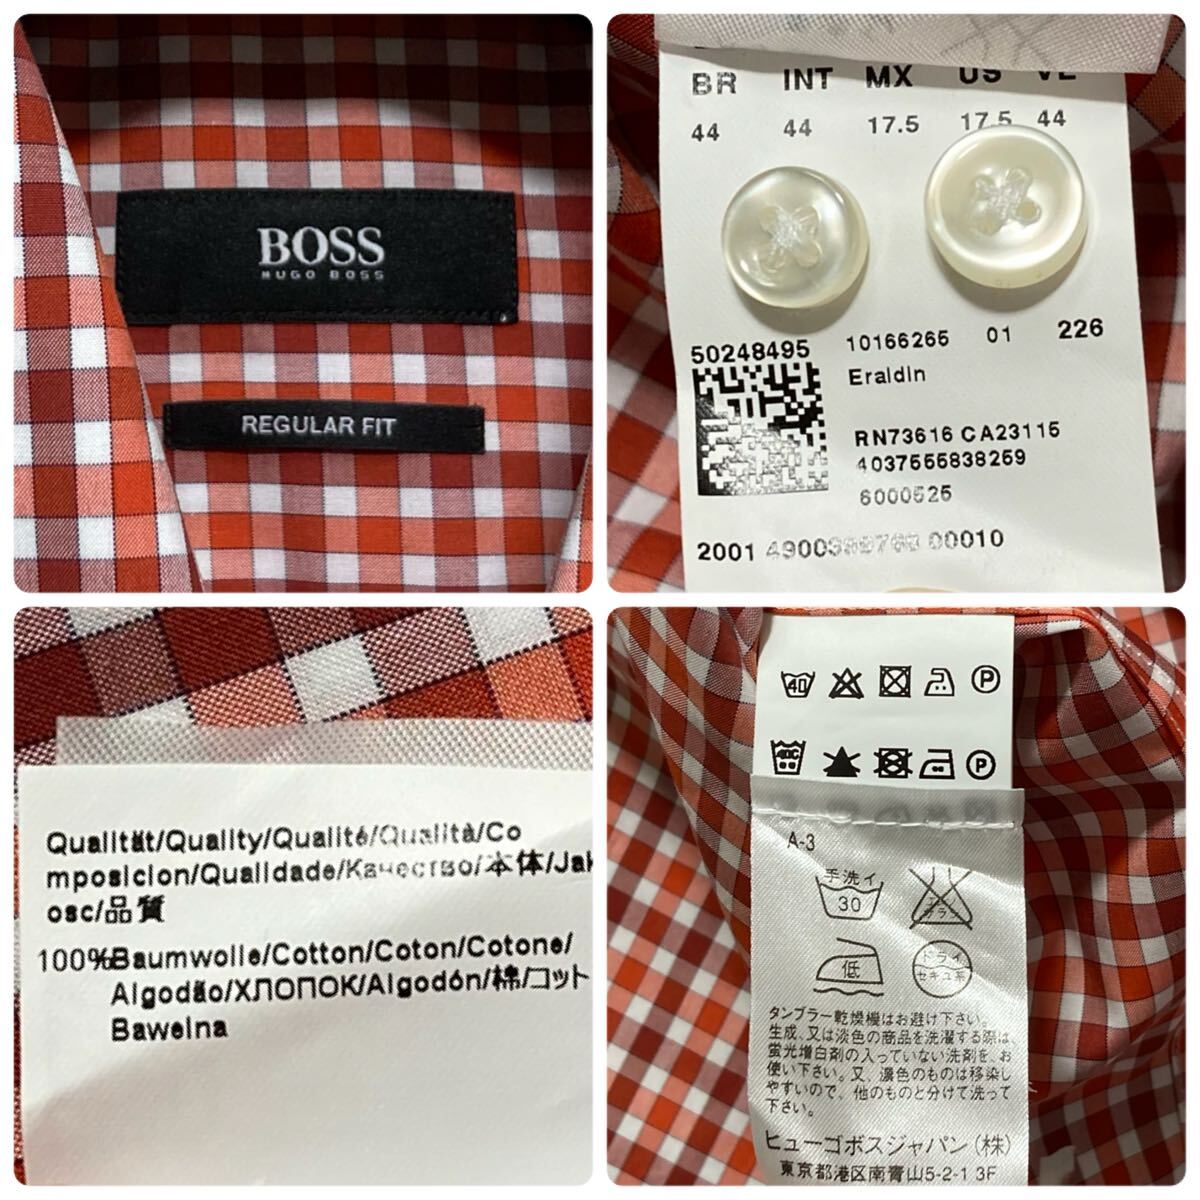 BOSS
HUGO BOSS
REGULAR FIT
BR INT MX US VE
44 44 17.5 17.5 44
50248495 10166265 01 226
Eraldin
RN73616 CA23115
4037555838259
6000525
2001 00010
Qualität/Quality/Qualité/Qualità/Co
mposicion/Qualidade/Качество/本体/Jak
osc/品質
100% Baumwolle/Cotton/Coton/Cotone/
Algodão/ХЛОПОК/Algodón/棉/コット
Bawelna
40
P
40C
P
A-3
手洗イ
30
エンソ
サラシ
低
ドライ
セキユ系
タンブラー乾燥機はお避け下さい。
生成、又は淡色の商品を洗濯する際は、
蛍光増白剤の入っていない洗剤を、お
使い下さい。又、濃色のものは移染し
やすいので、他のものと分けて洗って
下さい。
ヒューゴボスジャパン(株)
東京都港区南青山5-2-1 3F